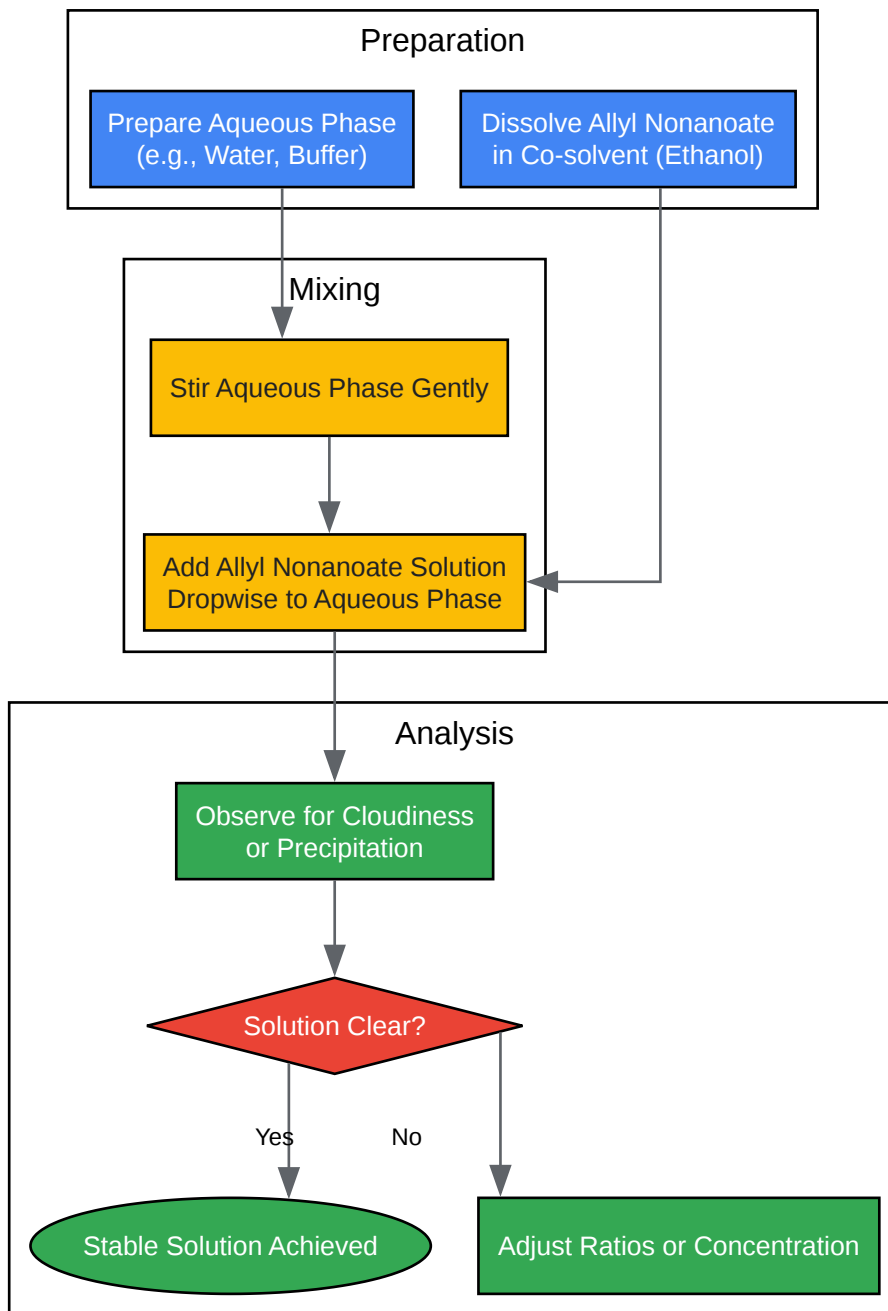 Preparation
Prepare Aqueous Phase
(e.g., Water, Buffer)
Dissolve Allyl Nonanoate
in Co-solvent (Ethanol)
Mixing
Stir Aqueous Phase Gently
Add Allyl Nonanoate Solution
Dropwise to Aqueous Phase
Analysis
Observe for Cloudiness
or Precipitation
Solution Clear?
Yes
No
Stable Solution Achieved
Adjust Ratios or Concentration